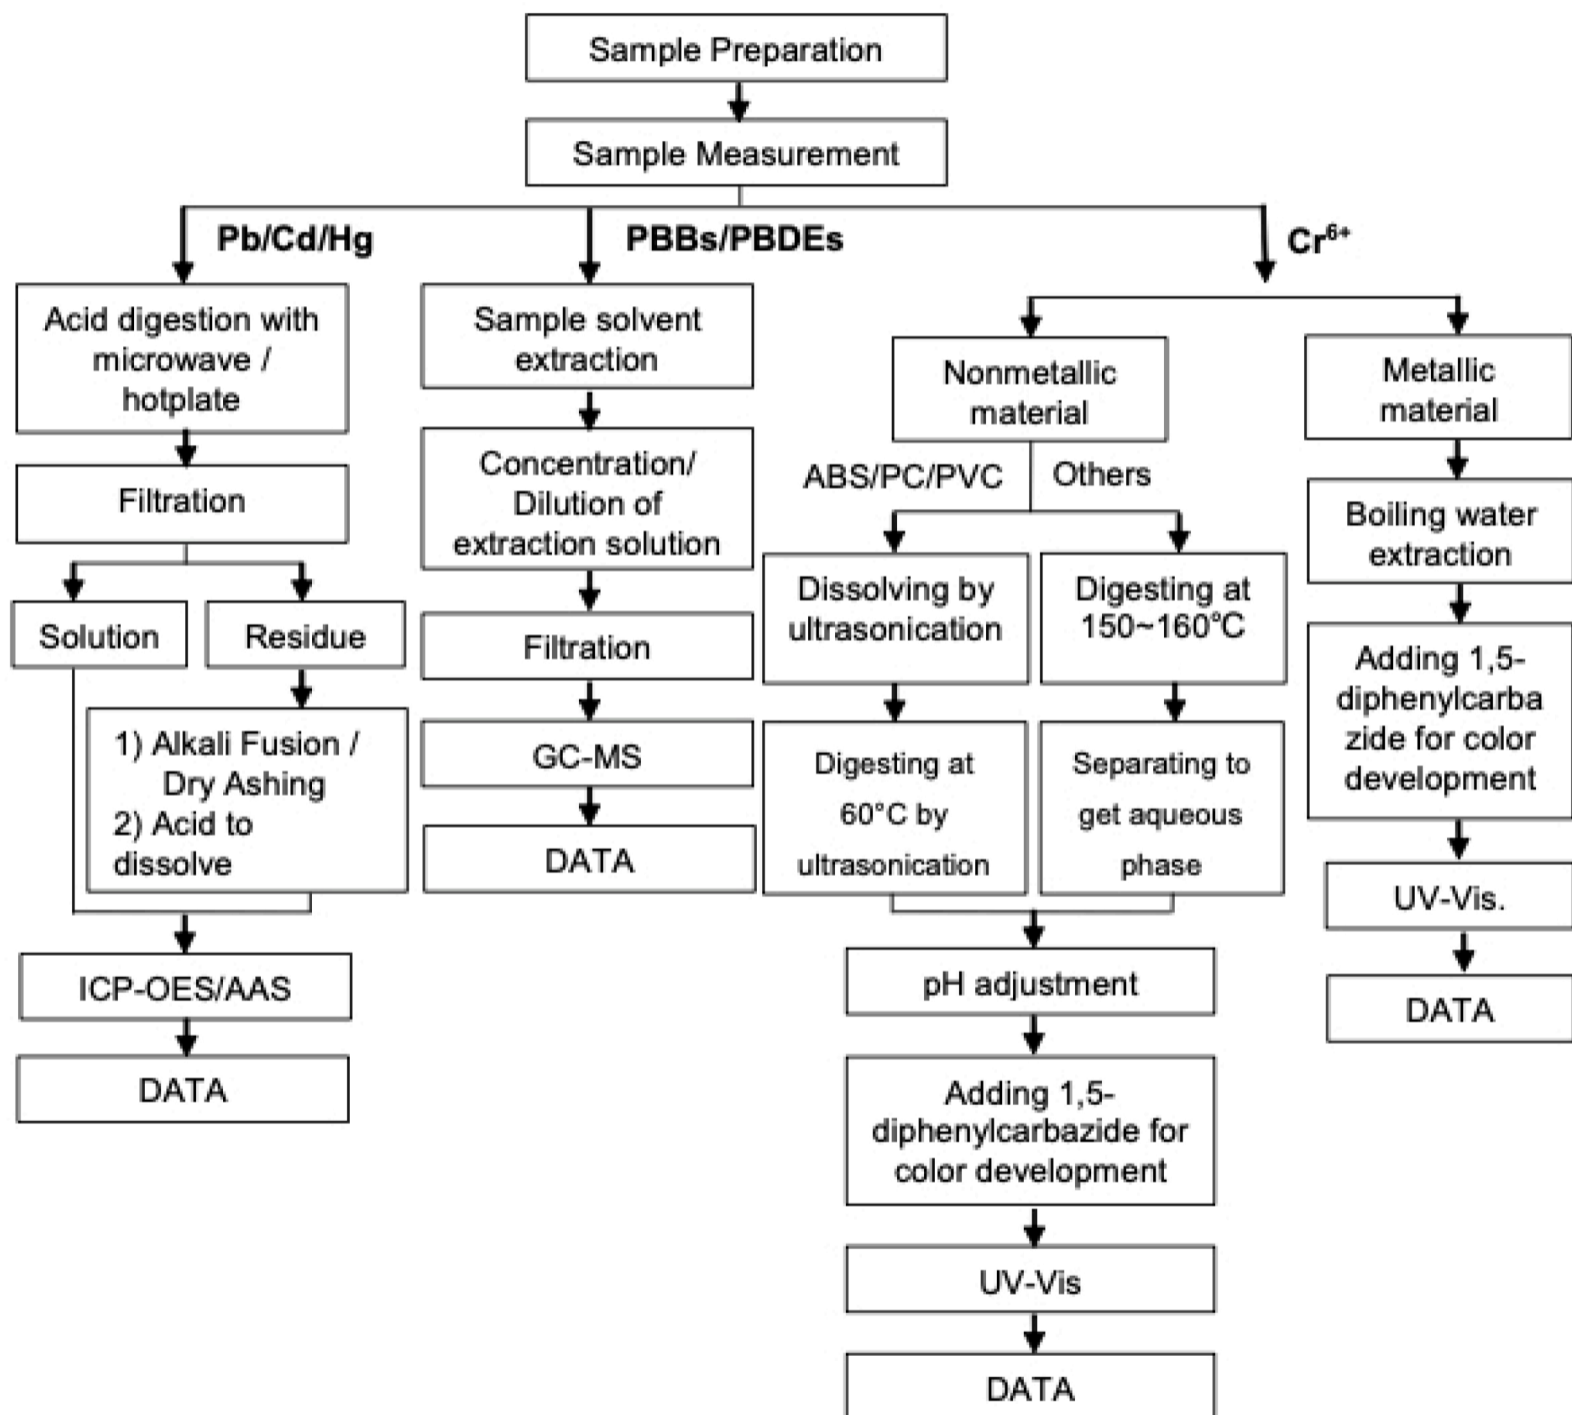 Sample Preparation
Sample Measurement
Pb/Cd/Hg
PBBs/PBDEs
Cr⁶⁺
Acid digestion with
microwave /
hotplate
Filtration
Solution
Residue
1) Alkali Fusion /
Dry Ashing
2) Acid to
dissolve
ICP-OES/AAS
DATA
Sample solvent
extraction
Concentration/
Dilution of
extraction solution
Filtration
GC-MS
DATA
Nonmetallic
material
ABS/PC/PVC
Others
Dissolving by
ultrasonication
Digesting at
60°C by
ultrasonication
Digesting at
150~160℃
Separating to
get aqueous
phase
pH adjustment
Adding 1,5-
diphenylcarbazide for
color development
UV-Vis
DATA
Metallic
material
Boiling water
extraction
Adding 1,5-
diphenylcarba
zide for color
development
UV-Vis.
DATA